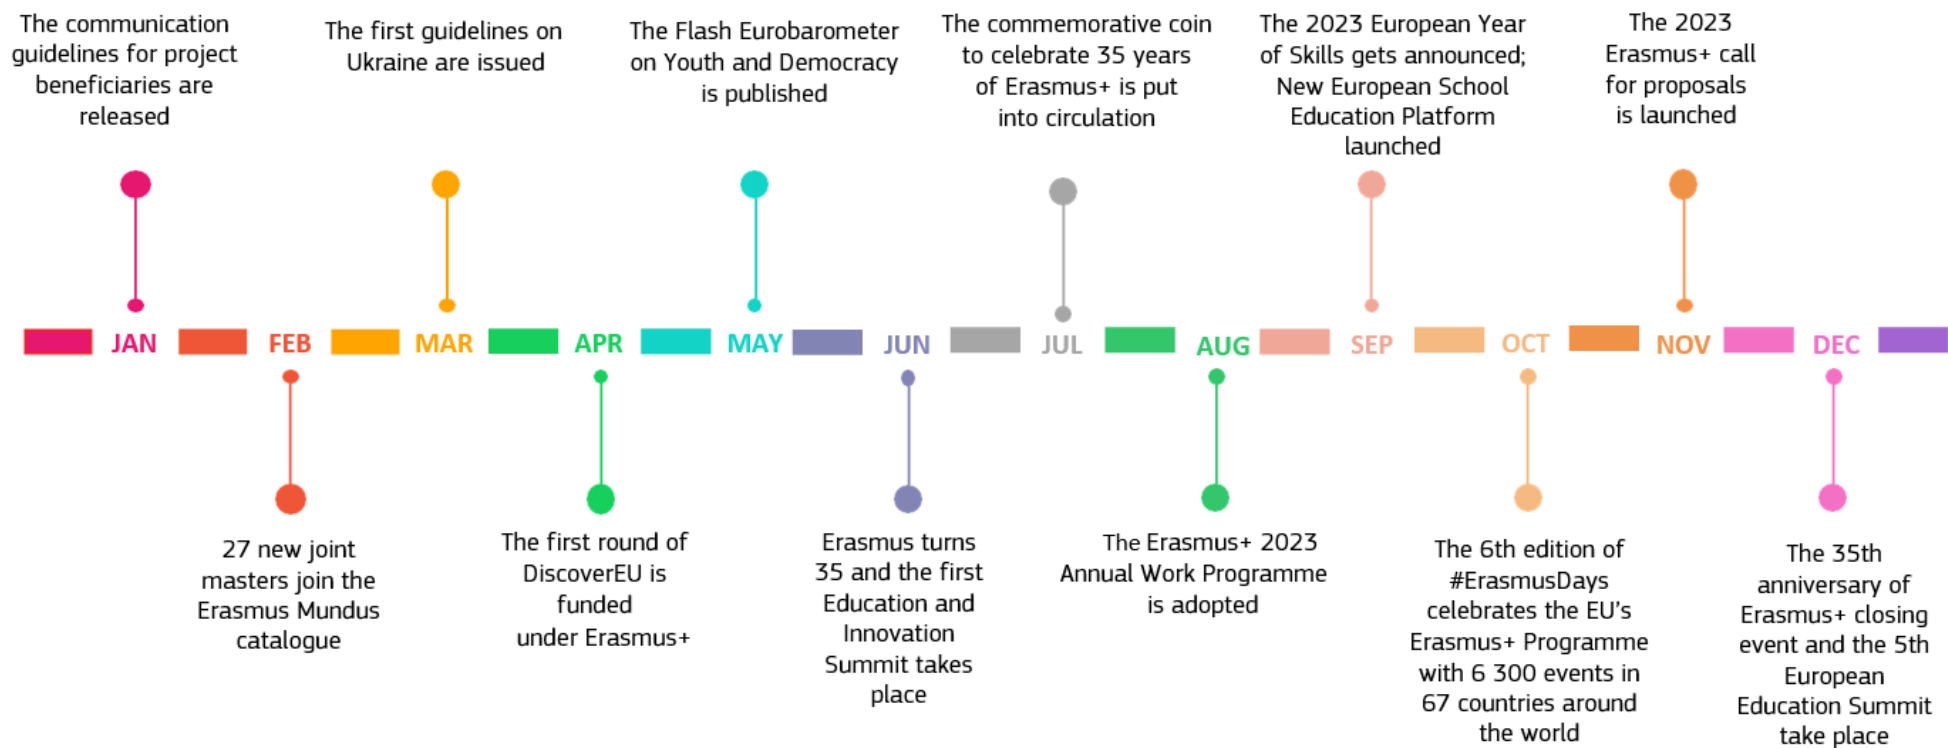 The communication
guidelines for project
beneficiaries are
released
The first guidelines on
Ukraine are issued
The Flash Eurobarometer
on Youth and Democracy
is published
The commemorative coin
to celebrate 35 years
of Erasmus+ is put
into circulation
The 2023 European Year
of Skills gets announced;
New European School
Education Platform
launched
The 2023
Erasmus+ call
for proposals
is launched
JAN
FEB
MAR
APR
MAY
JUN
JUL
AUG
SEP
OCT
NOV
DEC
27 new joint
masters join the
Erasmus Mundus
catalogue
The first round of
DiscoverEU is
funded
under Erasmus+
Erasmus turns
35 and the first
Education and
Innovation
Summit takes
place
The Erasmus+ 2023
Annual Work Programme
is adopted
The 6th edition of
#ErasmusDays
celebrates the EU's
Erasmus+ Programme
with 6 300 events in
67 countries around
the world
The 35th
anniversary of
Erasmus+ closing
event and the 5th
European
Education Summit
take place